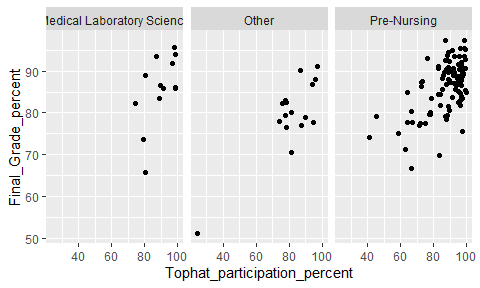 Medical Laboratory Scienc
Other
Pre-Nursing
Final_Grade_percent
90
80
70
60
50
40 60 80 100
40 60 80 100
40 60 80 100
Tophat_participation_percent